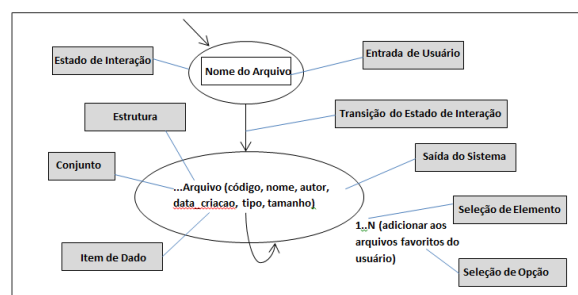 Estado de Interação
Entrada de Usuário
Nome do Arquivo
Estrutura
Transição do Estado de Interação
Conjunto
Saída do Sistema
...Arquivo (código, nome, autor,
data_criacao, tipo, tamanho)
Seleção de Elemento
1..N (adicionar aos
arquivos favoritos do
usuário)
Item de Dado
Seleção de Opção